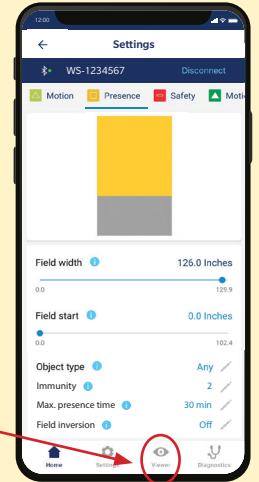 12:00
Settings
WS-1234567 Disconnect
Motion Presence Safety Moti
Field width 126.0 Inches
0.0 129.9
Field start 0.0 Inches
0.0 102.4
Object type Any
Immunity 2
Max. presence time 30 min
Field inversion Off
Home Settings Viewer Diagnostics